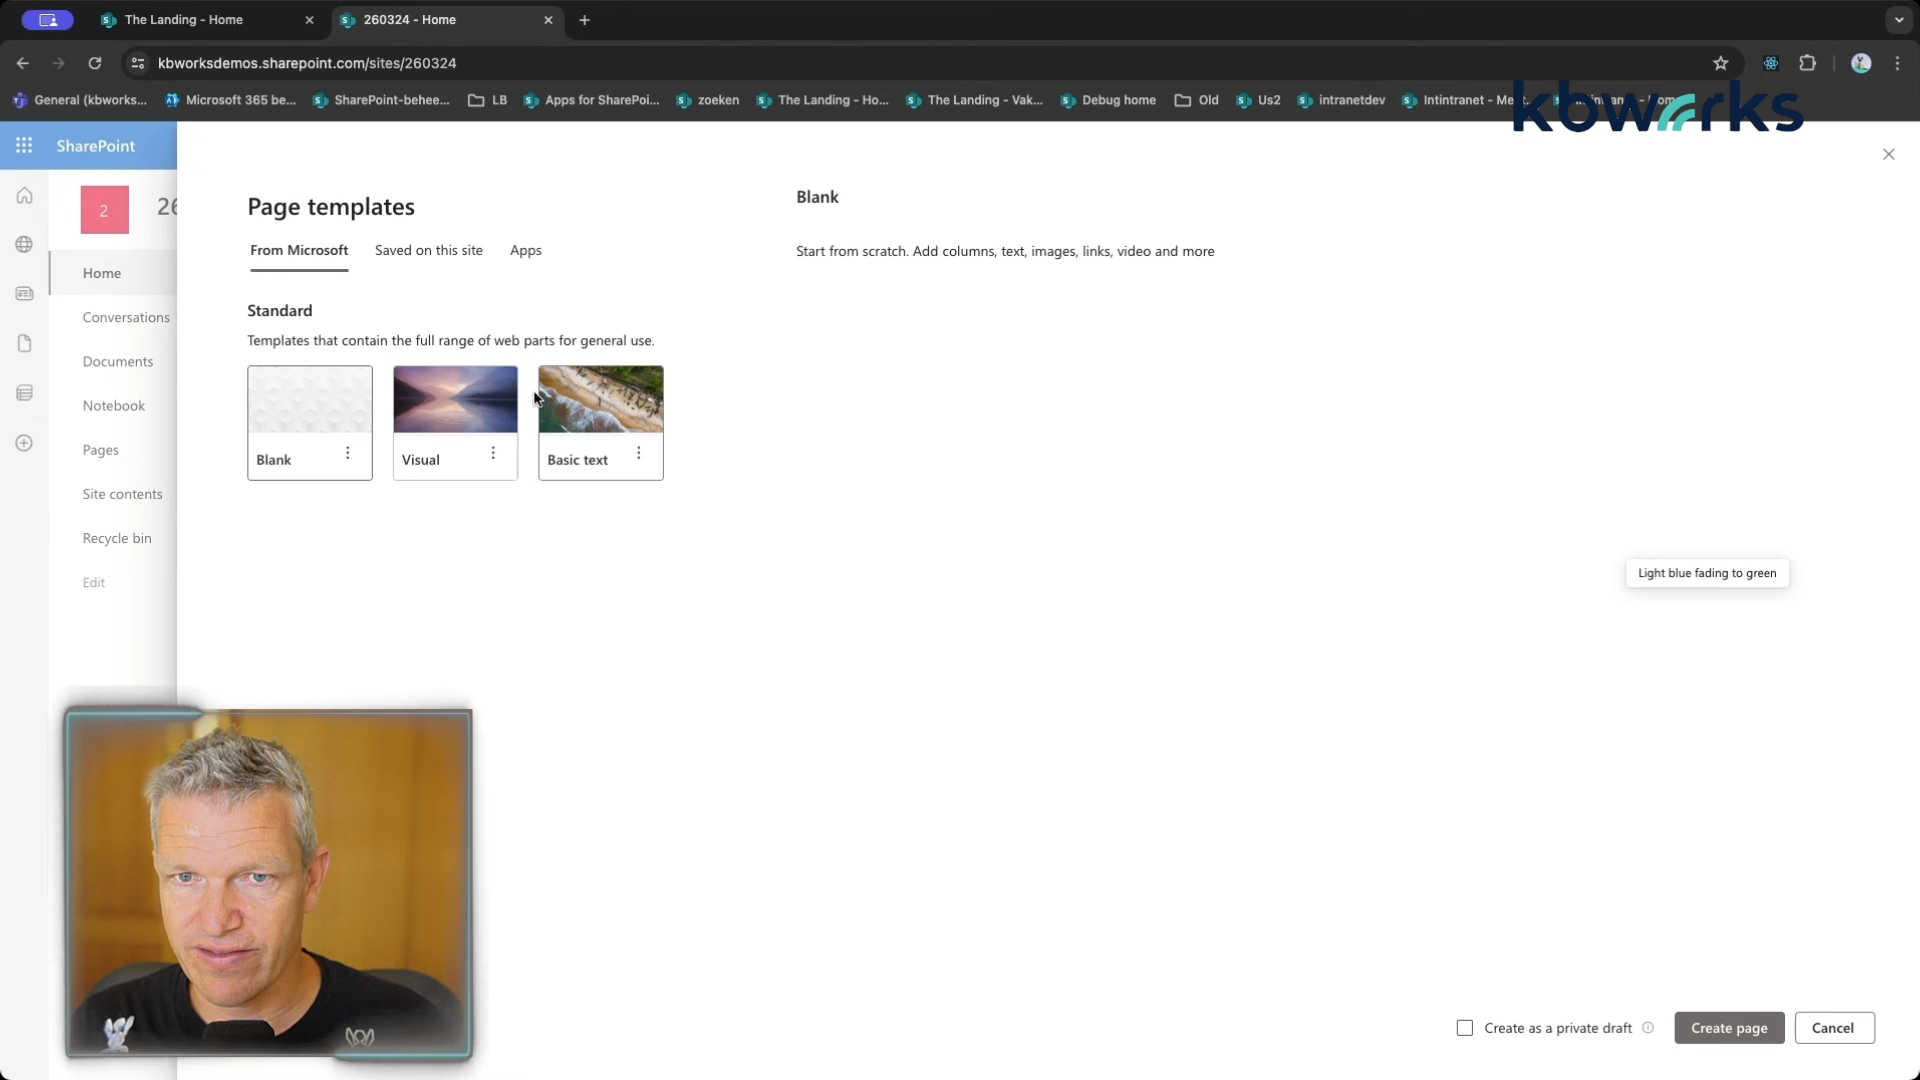 The Landing - Home
260324 - Home
kbworksdemos.sharepoint.com/sites/260324
General (kbworks...
Microsoft 365 be...
SharePoint-behee...
LB
Apps for SharePoi...
zoeken
The Landing - Ho...
The Landing - Vak...
Debug home
Old
Us2
intranetdev
Intintranet - Me
kbworks
SharePoint
2
26
Home
Conversations
Documents
Notebook
Pages
Site contents
Recycle bin
Edit
Page templates
From Microsoft
Saved on this site
Apps
Standard
Templates that contain the full range of web parts for general use.
Blank
Visual
Basic text
Blank
Start from scratch. Add columns, text, images, links, video and more
Light blue fading to green
Create as a private draft
Create page
Cancel